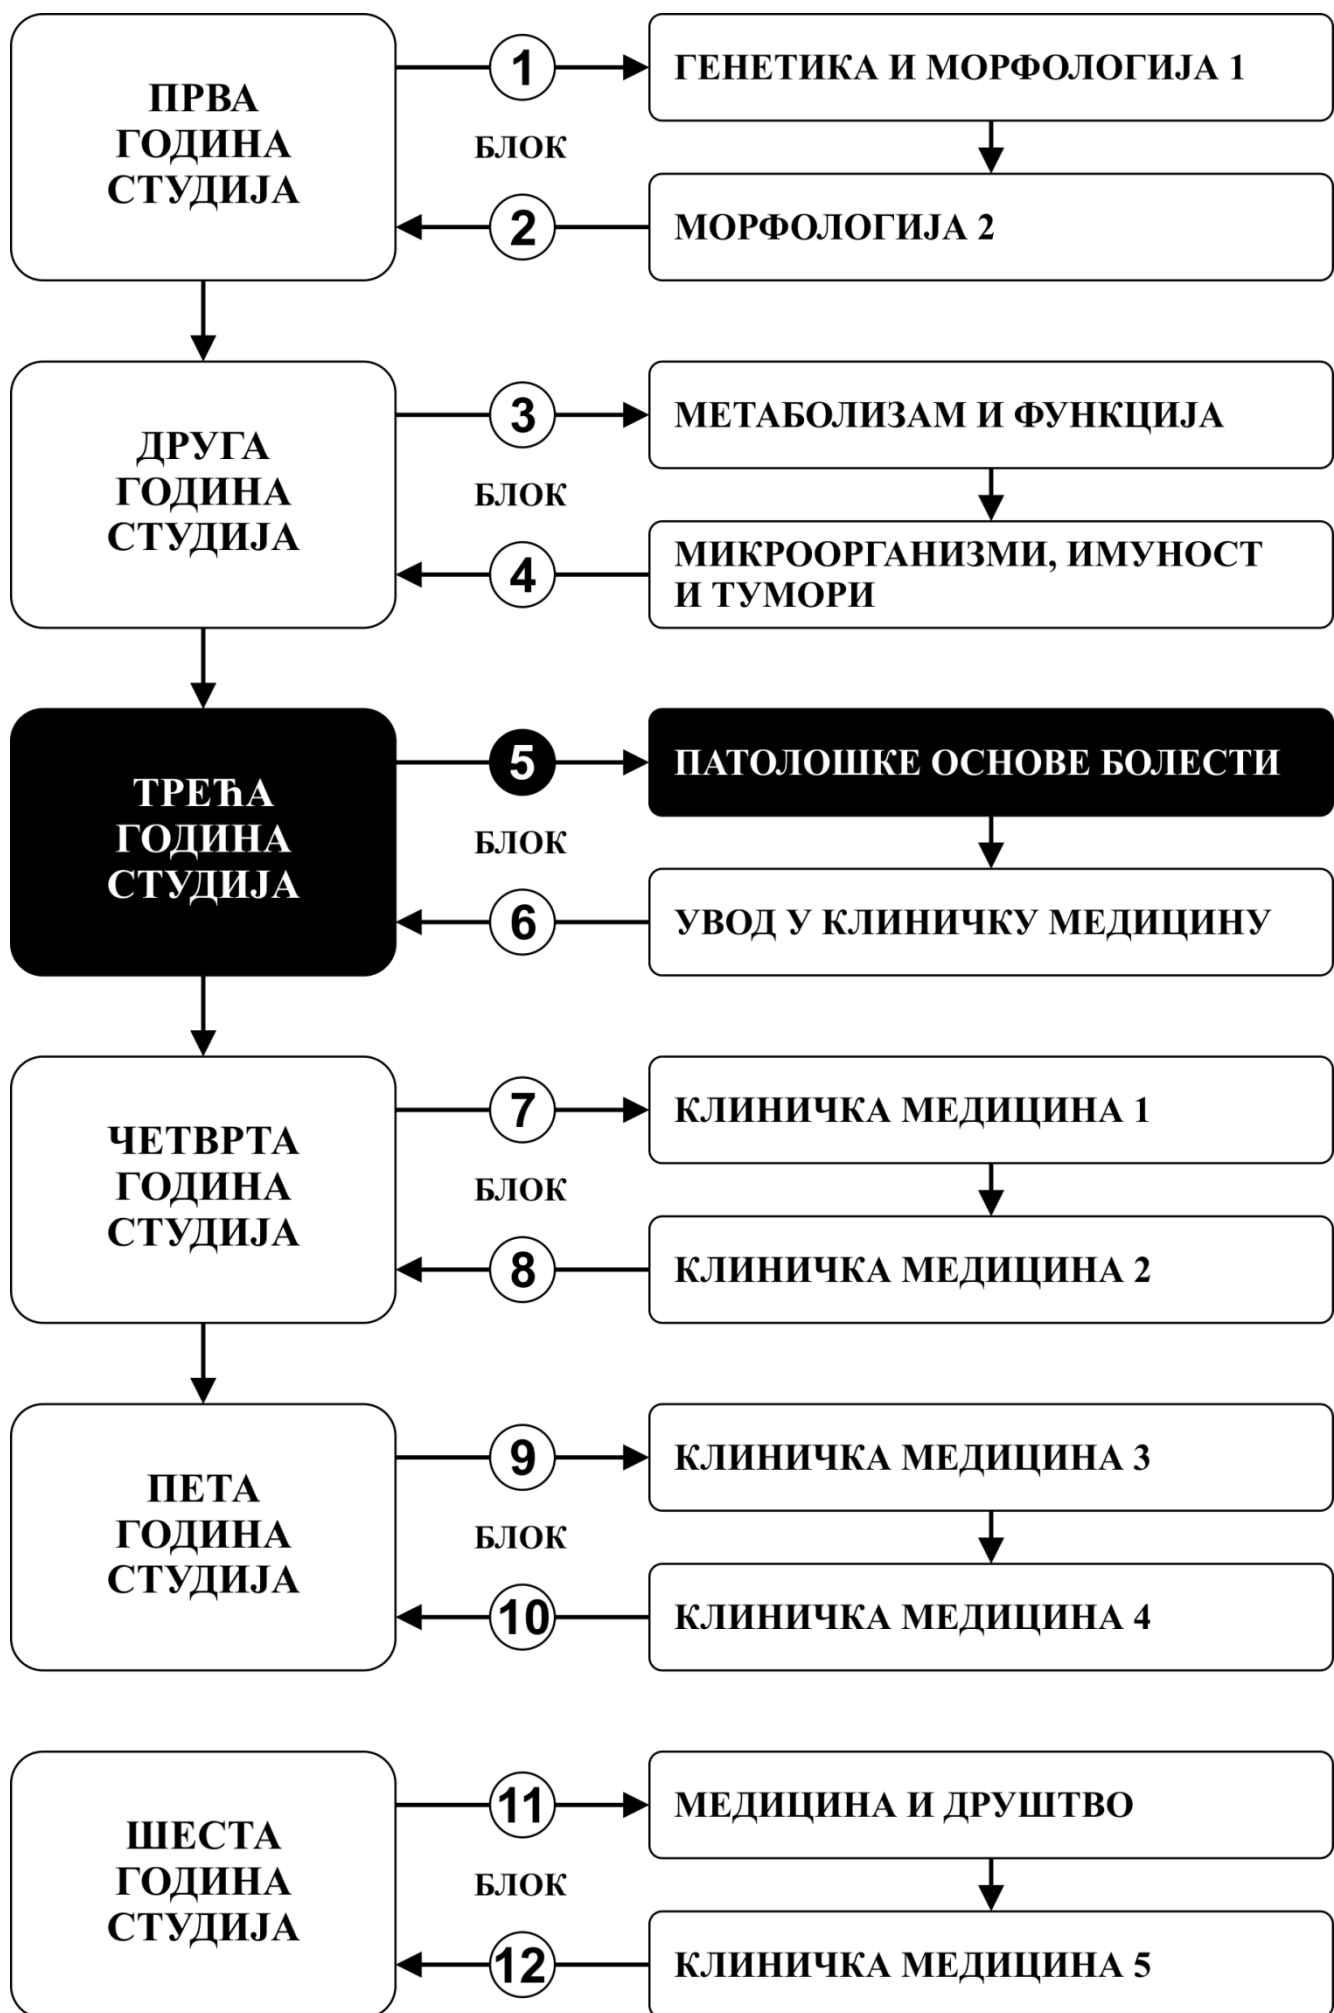 ПРВА
ГОДИНА
СТУДИЈА
1
БЛОК
2
ГЕНЕТИКА И МОРФОЛОГИЈА 1
МОРФОЛОГИЈА 2
ДРУГА
ГОДИНА
СТУДИЈА
3
БЛОК
4
МЕТАБОЛИЗАМ И ФУНКЦИЈА
МИКРООРГАНИЗМИ, ИМУНОСТ
И ТУМОРИ
ТРЕЋА
ГОДИНА
СТУДИЈА
5
БЛОК
6
ПАТОЛОШКЕ ОСНОВЕ БОЛЕСТИ
УВОД У КЛИНИЧКУ МЕДИЦИНУ
ЧЕТВРТА
ГОДИНА
СТУДИЈА
7
БЛОК
8
КЛИНИЧКА МЕДИЦИНА 1
КЛИНИЧКА МЕДИЦИНА 2
ПЕТА
ГОДИНА
СТУДИЈА
9
БЛОК
10
КЛИНИЧКА МЕДИЦИНА 3
КЛИНИЧКА МЕДИЦИНА 4
ШЕСТА
ГОДИНА
СТУДИЈА
11
БЛОК
12
МЕДИЦИНА И ДРУШТВО
КЛИНИЧКА МЕДИЦИНА 5